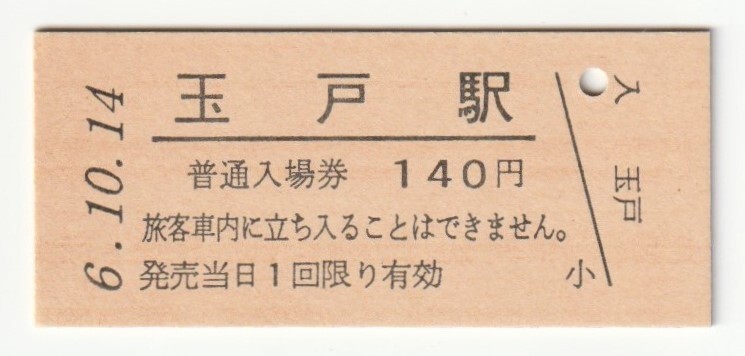 6.10.14
玉戸駅
普通入場券 140円
旅客車内に立ち入ることはできません。
発売当日1回限り有効
小
入 玉戸